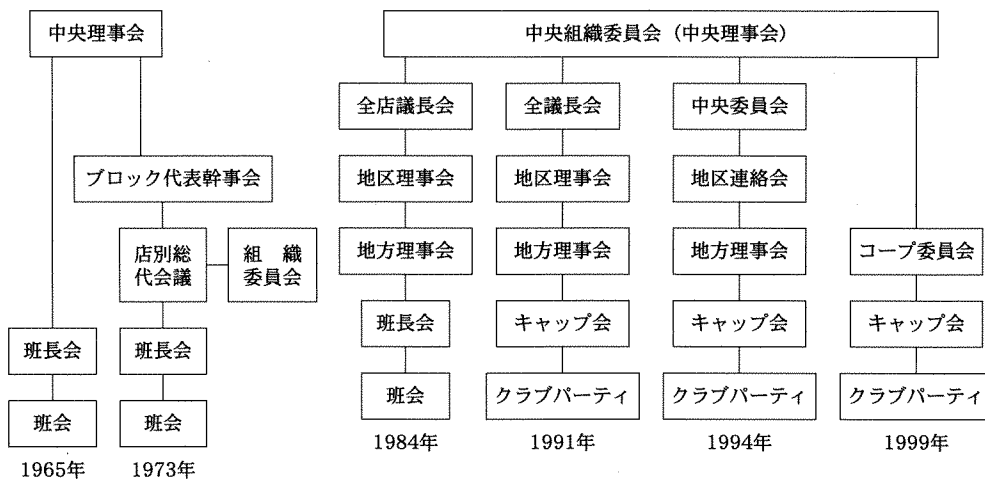 中央理事会
中央組織委員会（中央理事会）
全店議長会
全議長会
中央委員会
ブロック代表幹事会
地区理事会
地区理事会
地区連絡会
店別総
代会議
組 織
委員会
地方理事会
地方理事会
地方理事会
コープ委員会
班長会
班長会
班長会
キャップ会
キャップ会
キャップ会
班会
班会
班会
クラブパーティ
クラブパーティ
クラブパーティ
1965年
1973年
1984年
1991年
1994年
1999年